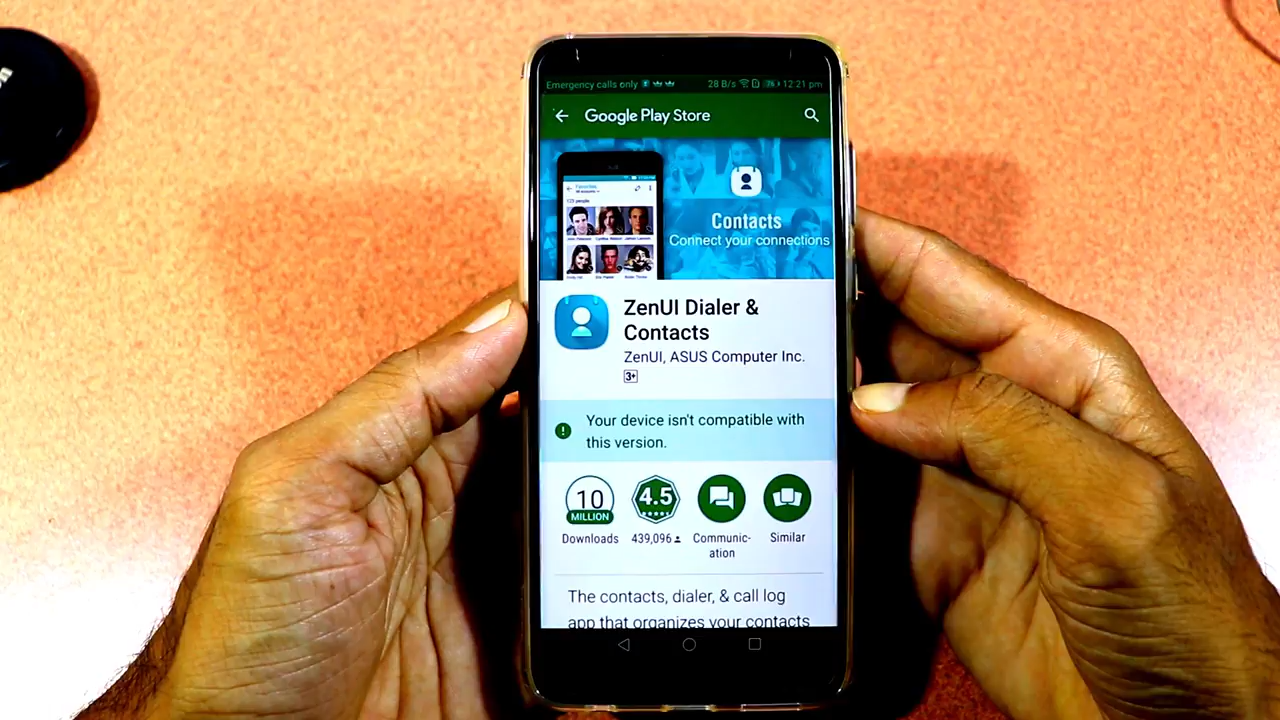 Emergency calls only
28 B/s 12:21 pm
Google Play Store
Favorites
Contacts
Connect your connections
ZenUI Dialer &
Contacts
ZenUI, ASUS Computer Inc.
3+
Your device isn't compatible with
this version.
10
MILLION
4.5
Downloads
439,096
Communic-
ation
Similar
The contacts, dialer, & call log
app that organizes your contacts